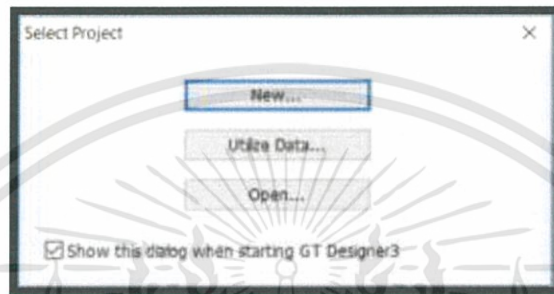 Select Project
New...
Utilize Data...
Open...
Show this dialog when starting GT Designer3